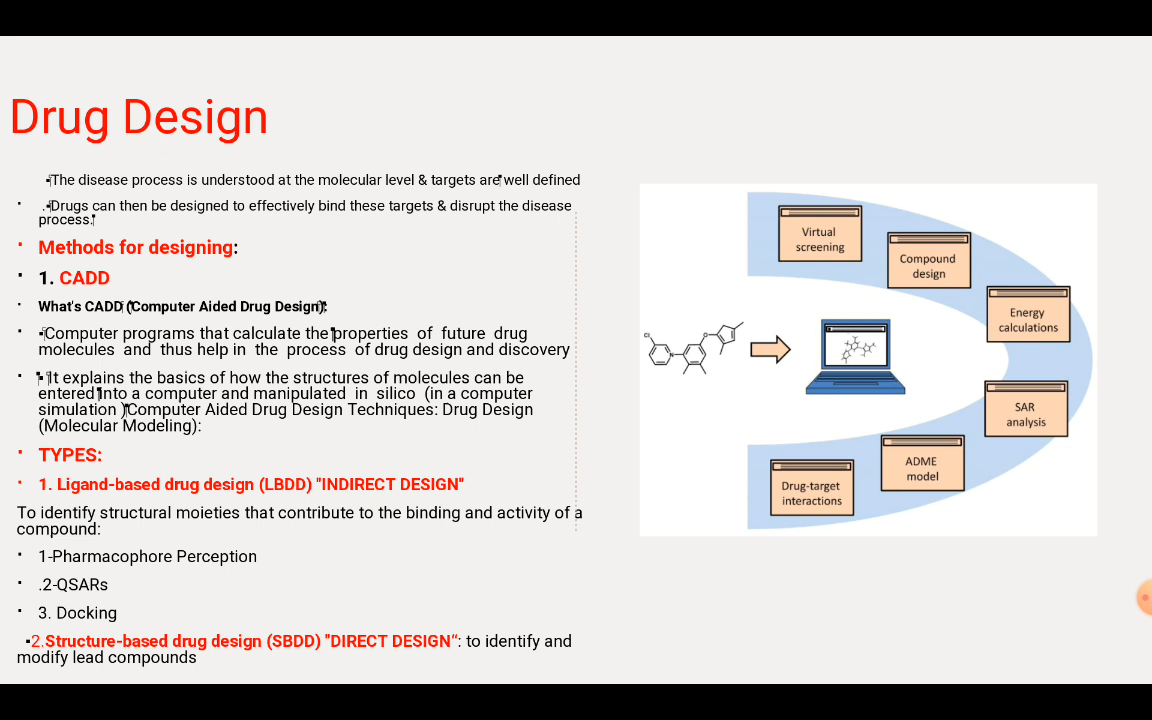 Drug Design
▪The disease process is understood at the molecular level & targets are well defined
▪ .▪Drugs can then be designed to effectively bind these targets & disrupt the disease
process.
▪ Methods for designing:
▪ 1. CADD
▪ What's CADD (Computer Aided Drug Design):
▪ ▪Computer programs that calculate the properties of future drug
molecules and thus help in the process of drug design and discovery
▪ ▪ It explains the basics of how the structures of molecules can be
entered into a computer and manipulated in silico (in a computer
simulation )Computer Aided Drug Design Techniques: Drug Design
(Molecular Modeling):
▪ TYPES:
▪ 1. Ligand-based drug design (LBDD) "INDIRECT DESIGN"
To identify structural moieties that contribute to the binding and activity of a
compound:
▪ 1-Pharmacophore Perception
▪ .2-QSARs
▪ 3. Docking
▪2.Structure-based drug design (SBDD) "DIRECT DESIGN“: to identify and
modify lead compounds
Virtual
screening
Compound
design
Energy
calculations
SAR
analysis
ADME
model
Drug-target
interactions
Cl
N
O